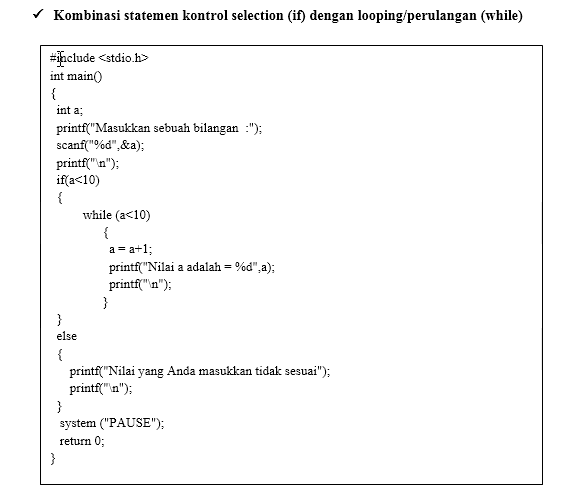 ✓ Kombinasi statemen kontrol selection (if) dengan looping/perulangan (while)
#include <stdio.h>
int main()
{
int a;
printf("Masukkan sebuah bilangan :");
scanf("%d",&a);
printf("\n");
if(a<10)
{
while (a<10)
{
a = a+1;
printf("Nilai a adalah = %d",a);
printf("\n");
}
}
else
{
printf("Nilai yang Anda masukkan tidak sesuai");
printf("\n");
}
system ("PAUSE");
return 0;
}